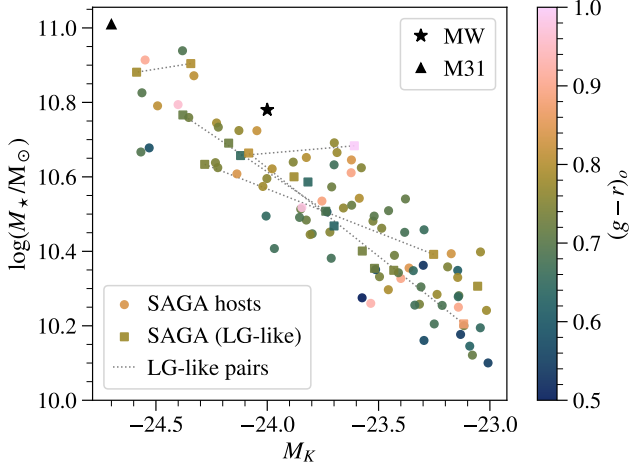 11.0
10.8
10.6
10.4
10.2
10.0
log(M⋆/M⊙)
MW
M31
SAGA hosts
SAGA (LG-like)
LG-like pairs
−24.5
−24.0
−23.5
−23.0
M_K
1.0
0.9
0.8
0.7
0.6
0.5
(g − r)ₒ